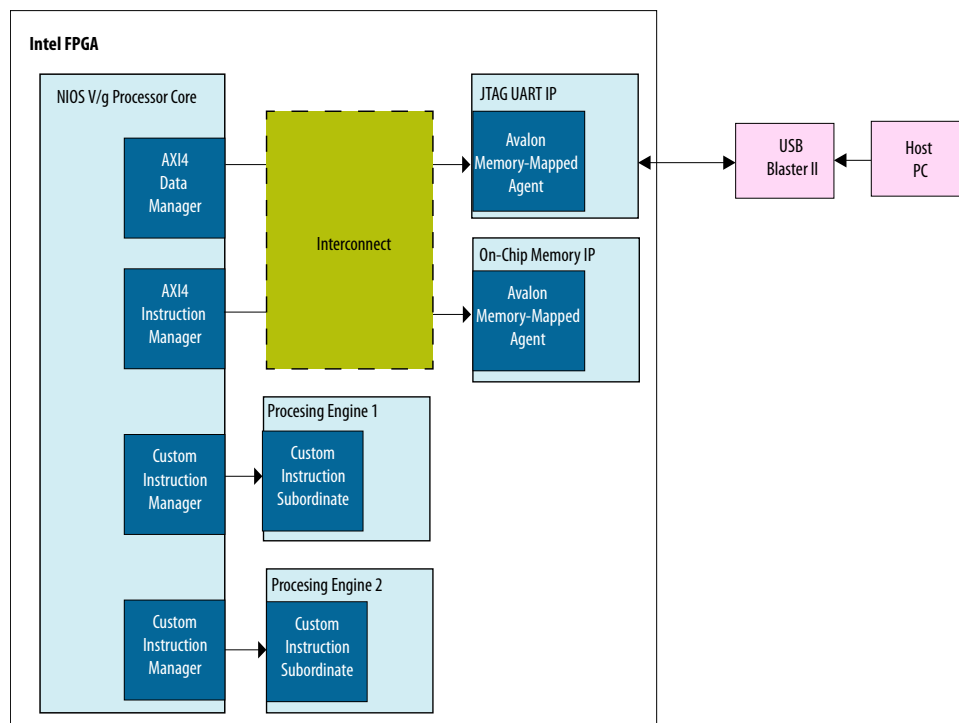 Intel FPGA
NIOS V/g Processor Core
AXI4
Data
Manager
AXI4
Instruction
Manager
Custom
Instruction
Manager
Custom
Instruction
Manager
Interconnect
JTAG UART IP
Avalon
Memory-Mapped
Agent
On-Chip Memory IP
Avalon
Memory-Mapped
Agent
Procesing Engine 1
Custom
Instruction
Subordinate
Procesing Engine 2
Custom
Instruction
Subordinate
USB
Blaster II
Host
PC